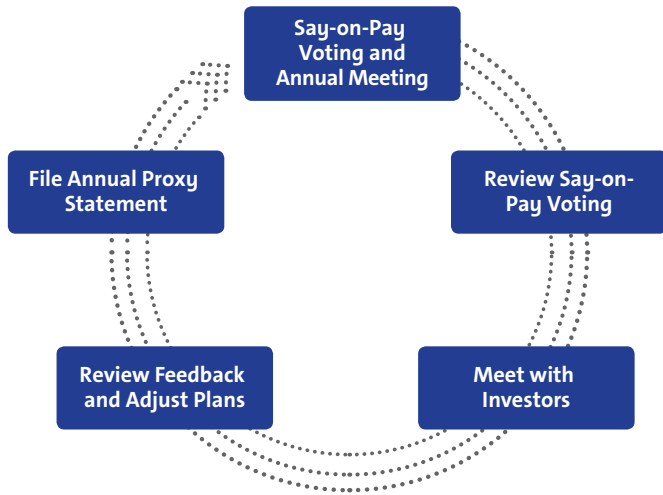 Say-on-Pay
Voting and
Annual Meeting
Review Say-on-
Pay Voting
Meet with
Investors
Review Feedback
and Adjust Plans
File Annual Proxy
Statement